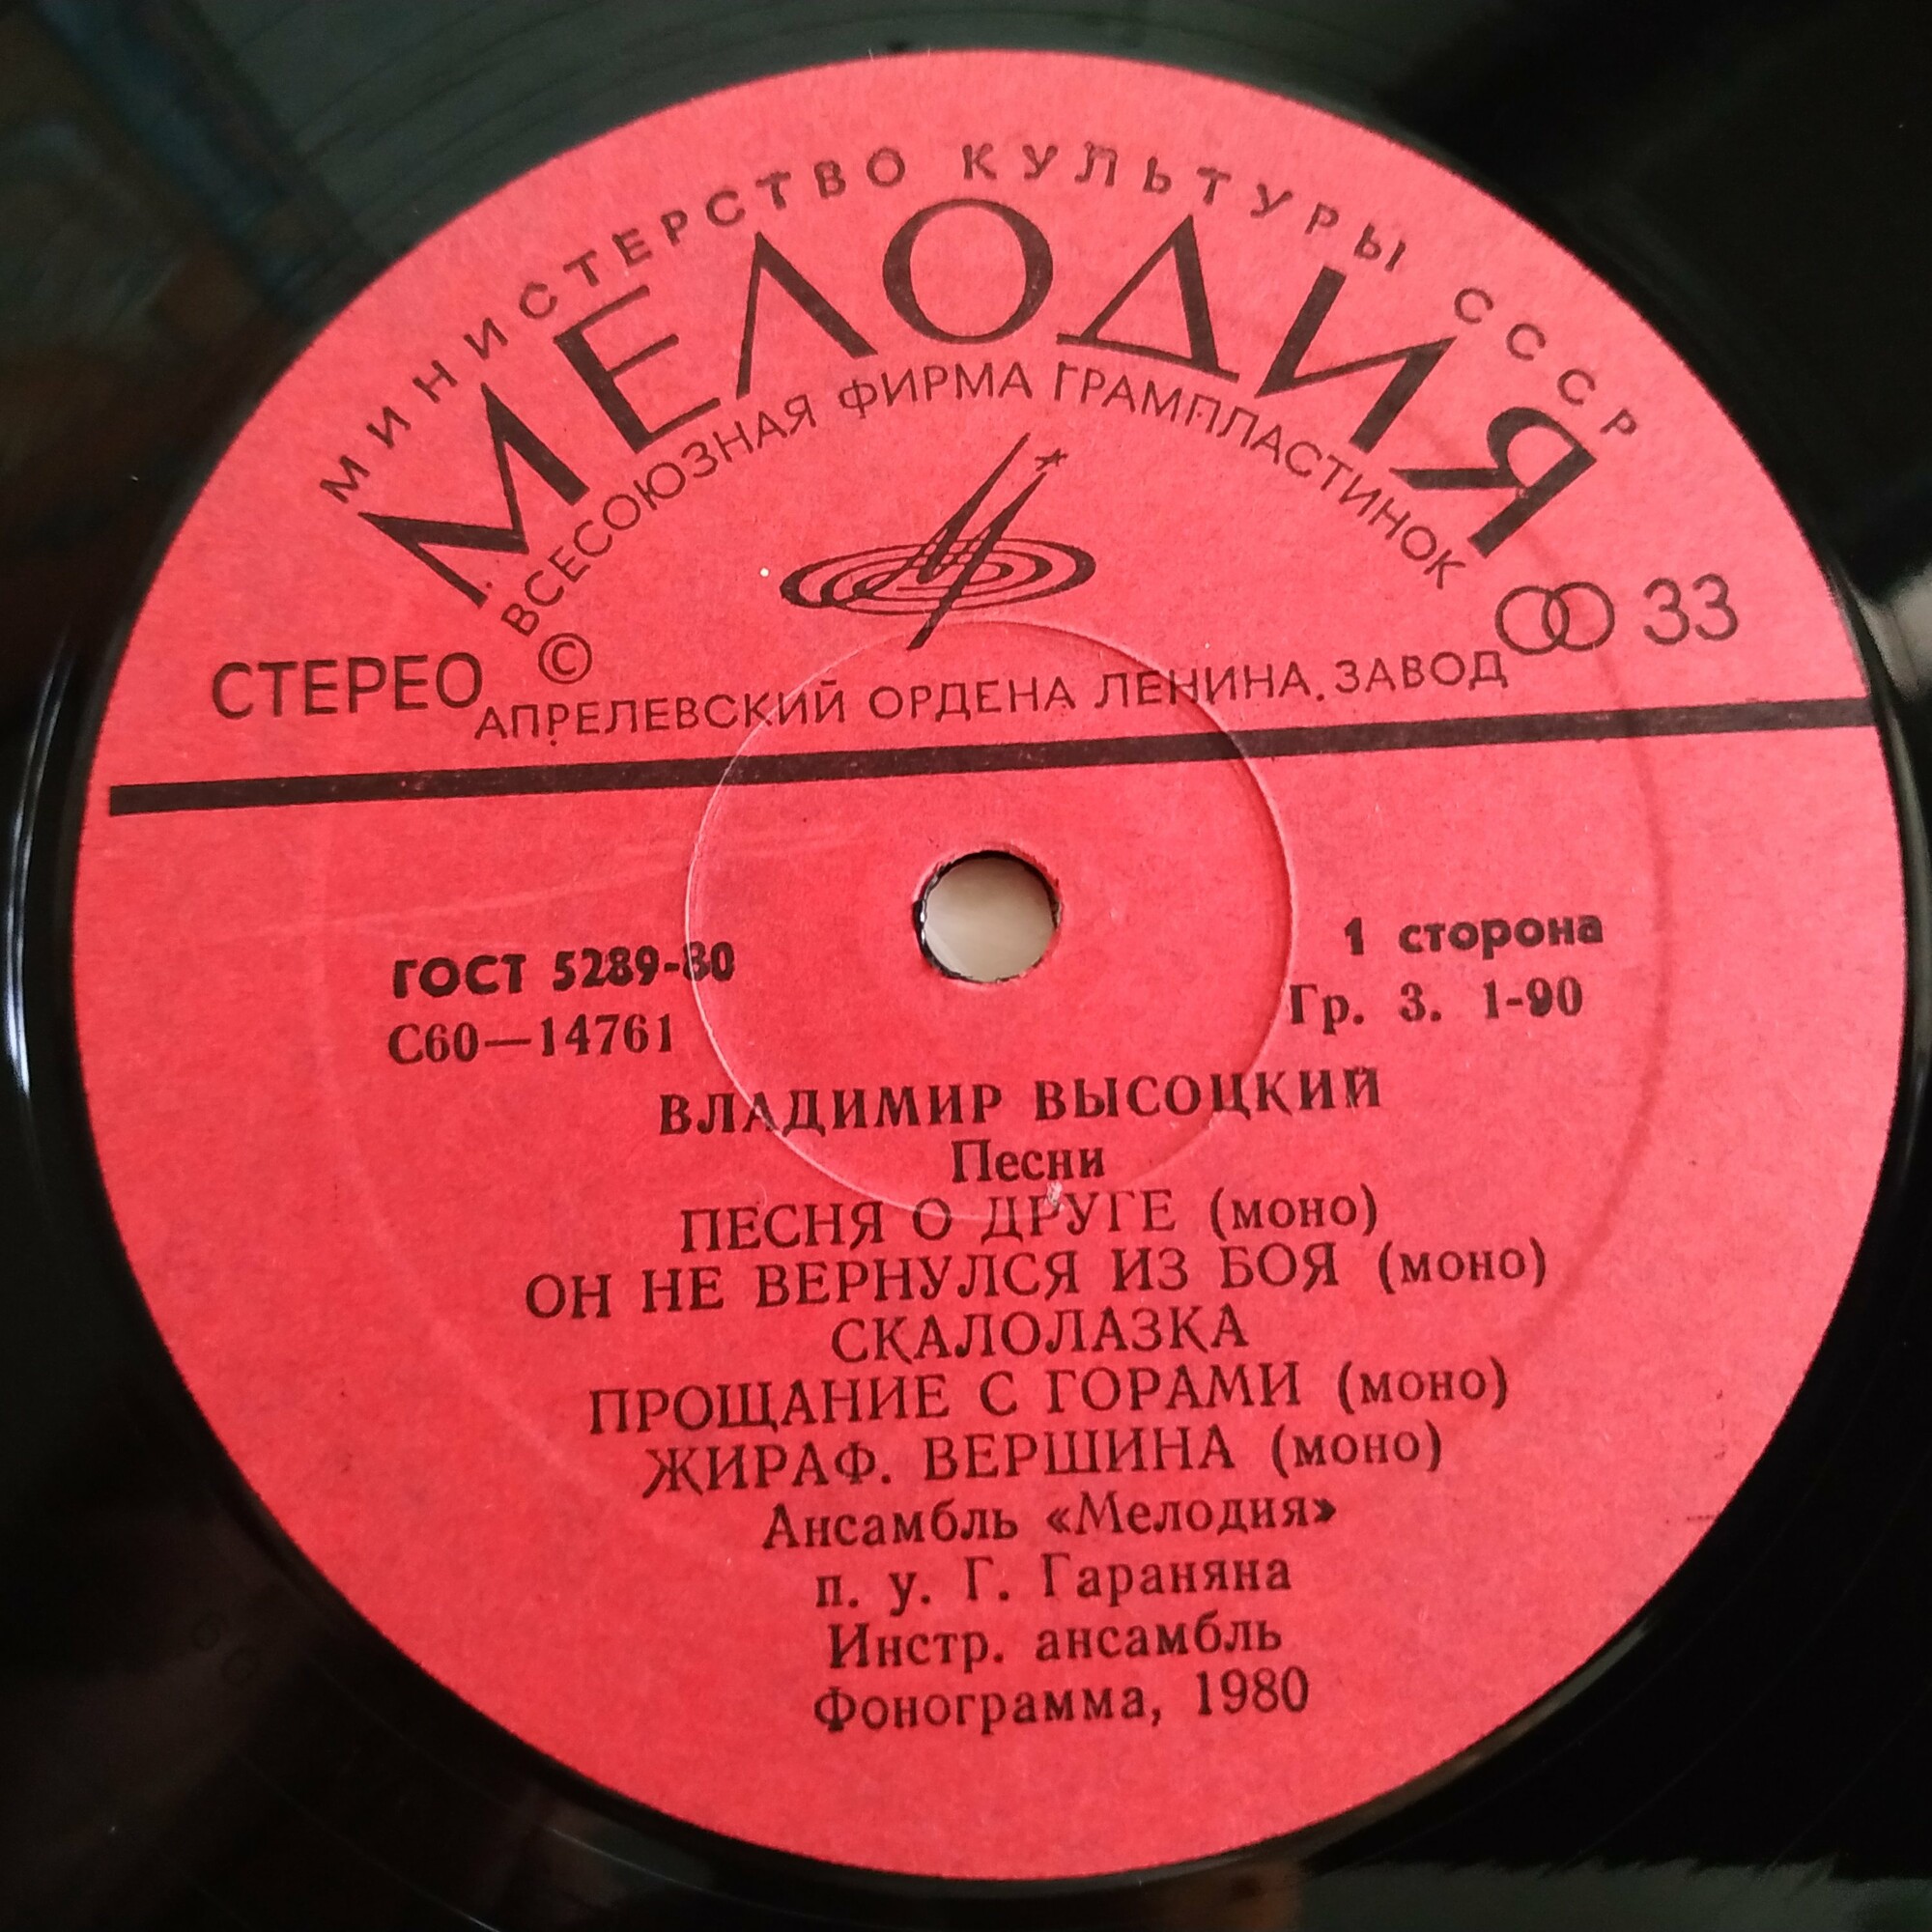 МИНИСТЕРСТВО КУЛЬТУРЫ СССР
МЕЛОДИЯ
ВСЕСОЮЗНАЯ ФИРМА ГРАМПЛАСТИНОК
СТЕРЕО © 33
АПРЕЛЕВСКИЙ ОРДЕНА ЛЕНИНА ЗАВОД
ГОСТ 5289-80
1 сторона
С60—14761
Гр. 3. 1-90
ВЛАДИМИР ВЫСОЦКИЙ
Песни
ПЕСНЯ О ДРУГЕ (моно)
ОН НЕ ВЕРНУЛСЯ ИЗ БОЯ (моно)
СКАЛОЛАЗКА
ПРОЩАНИЕ С ГОРАМИ (моно)
ЖИРАФ. ВЕРШИНА (моно)
Ансамбль «Мелодия»
п. у. Г. Гараняна
Инстр. ансамбль
Фонограмма, 1980